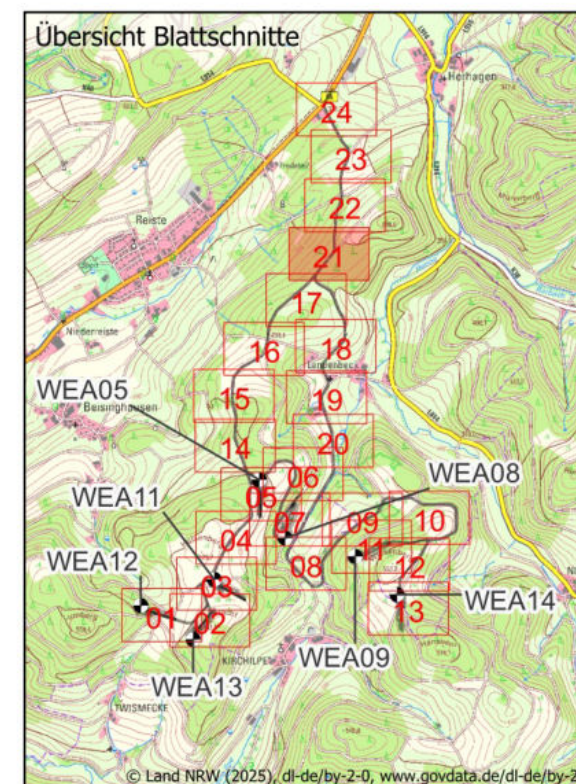 Übersicht Blattschnitte
Herhagen
24
23
22
Reiste
21
17
Niederreiste
16
18
Landenbeck
WEA05
15
19
Beisinghausen
14
20
WEA08
06
WEA11
05
07
09
10
04
11
WEA12
08
12
03
01
13
WEA14
02
WEA09
KIRCHILPE
WEA13
TWISMECKE
© Land NRW (2025), dl-de/by-2-0, www.govdata.de/dl-de/by-2